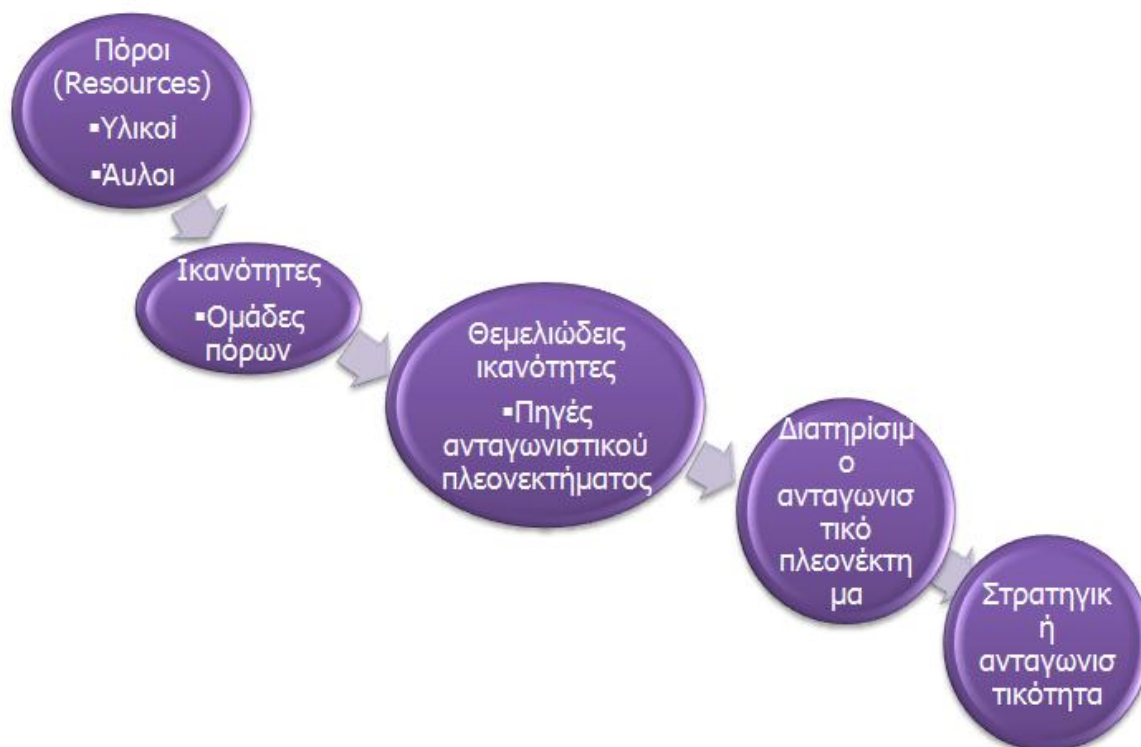 Πόροι
(Resources)
▪Υλικοί
▪Άυλοι
Ικανότητες
▪Ομάδες
πόρων
Θεμελιώδεις
ικανότητες
▪Πηγές
ανταγωνιστικού
πλεονεκτήματος
Διατηρίσιμ
ο
ανταγωνισ
τικό
πλεονέκτη
μα
Στρατηγικ
ή
ανταγωνισ
τικότητα